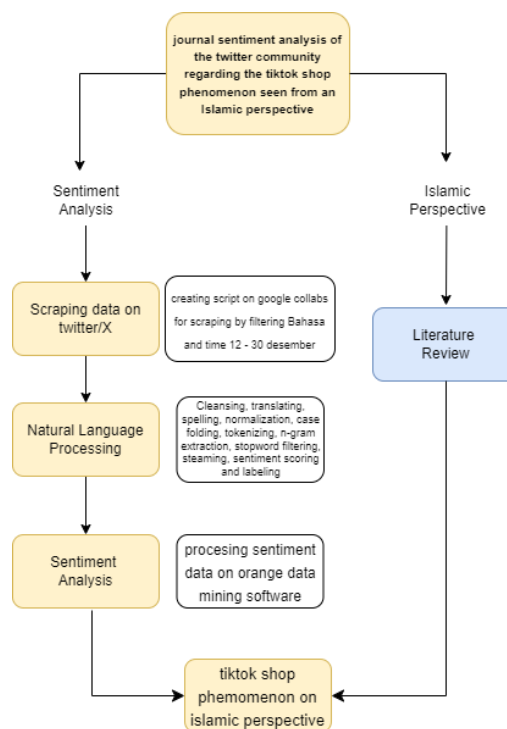 journal sentiment analysis of
the twitter community
regarding the tiktok shop
phenomenon seen from an
Islamic perspective
Sentiment
Analysis
Islamic
Perspective
Scraping data on
twitter/X
creating script on google collabs
for scraping by filtering Bahasa
and time 12 - 30 desember
Literature
Review
Natural Language
Processing
Cleansing, translating,
spelling, normalization, case
folding, tokenizing, n-gram
extraction, stopword filtering,
steaming, sentiment scoring
and labeling
Sentiment
Analysis
procesing sentiment
data on orange data
mining software
tiktok shop
phemomenon on
islamic perspective